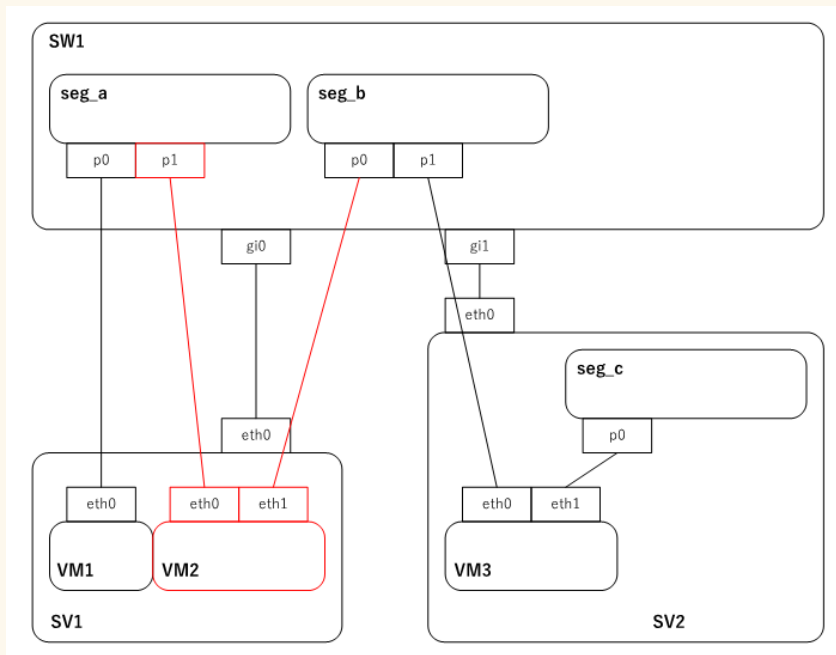 SW1
seg_a
seg_b
p0
p1
p0
p1
gi0
gi1
eth0
seg_c
eth0
p0
eth0
eth0
eth1
eth0
eth1
VM1
VM2
VM3
SV1
SV2